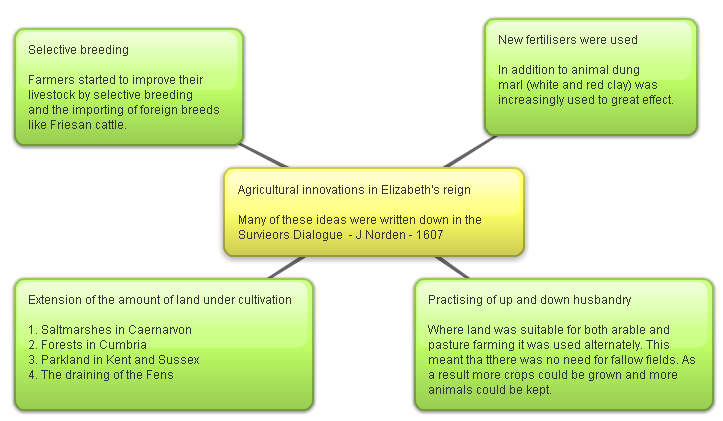 Selective breeding
Farmers started to improve their
livestock by selective breeding
and the importing of foreign breeds
like Friesan cattle.
New fertilisers were used
In addition to animal dung
marl (white and red clay) was
increasingly used to great effect.
Agricultural innovations in Elizabeth's reign
Many of these ideas were written down in the
Survieors Dialogue - J Norden - 1607
Extension of the amount of land under cultivation
1. Saltmarshes in Caernarvon
2. Forests in Cumbria
3. Parkland in Kent and Sussex
4. The draining of the Fens
Practising of up and down husbandry
Where land was suitable for both arable and
pasture farming it was used alternately. This
meant tha tthere was no need for fallow fields. As
a result more crops could be grown and more
animals could be kept.